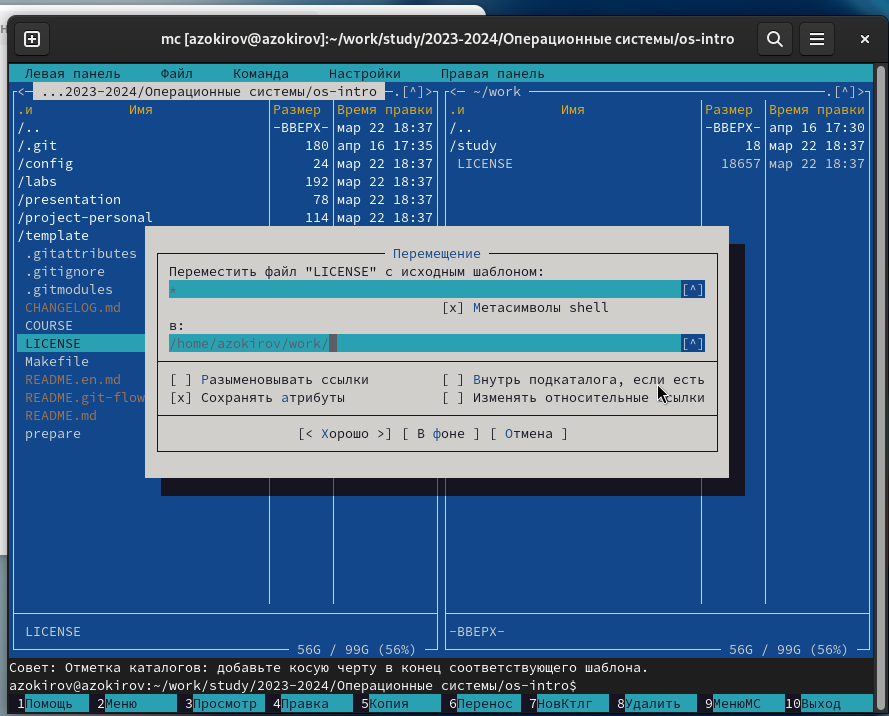 mc [azokirov@azokirov]:~/work/study/2023-2024/Операционные системы/os-intro
Левая панель Файл Команда Настройки Правая панель
<─ ...2023-2024/Операционные системы/os-intro ─.[^]>
.и Имя Размер Время правки
/.. -ВВЕРХ- мар 22 18:37
/.git 180 апр 16 17:35
/config 24 мар 22 18:37
/labs 192 мар 22 18:37
/presentation 78 мар 22 18:37
/project-personal 114 мар 22 18:37
/template
.gitattributes
.gitignore
.gitmodules
CHANGELOG.md
COURSE
LICENSE
Makefile
README.en.md
README.git-flow
README.md
prepare
LICENSE
56G / 99G (56%)
<─ ~/work .[^]>
.и Имя Размер Время правки
/.. -ВВЕРХ- апр 16 17:30
/study 18 мар 22 18:37
LICENSE 18657 мар 22 18:37
-ВВЕРХ-
56G / 99G (56%)
Перемещение
Переместить файл "LICENSE" с исходным шаблоном:
* [^]
[x] Метасимволы shell
в:
/home/azokirov/work/ [^]
[ ] Разыменовывать ссылки [ ] Внутрь подкаталога, если есть
[x] Сохранять атрибуты [ ] Изменять относительные ссылки
[< Хорошо >] [ В фоне ] [ Отмена ]
Совет: Отметка каталогов: добавьте косую черту в конец соответствующего шаблона.
azokirov@azokirov:~/work/study/2023-2024/Операционные системы/os-intro$
1Помощь 2Меню 3Просмотр 4Правка 5Копия 6Перенос 7НовКтлг 8Удалить 9МенюМС 10Выход